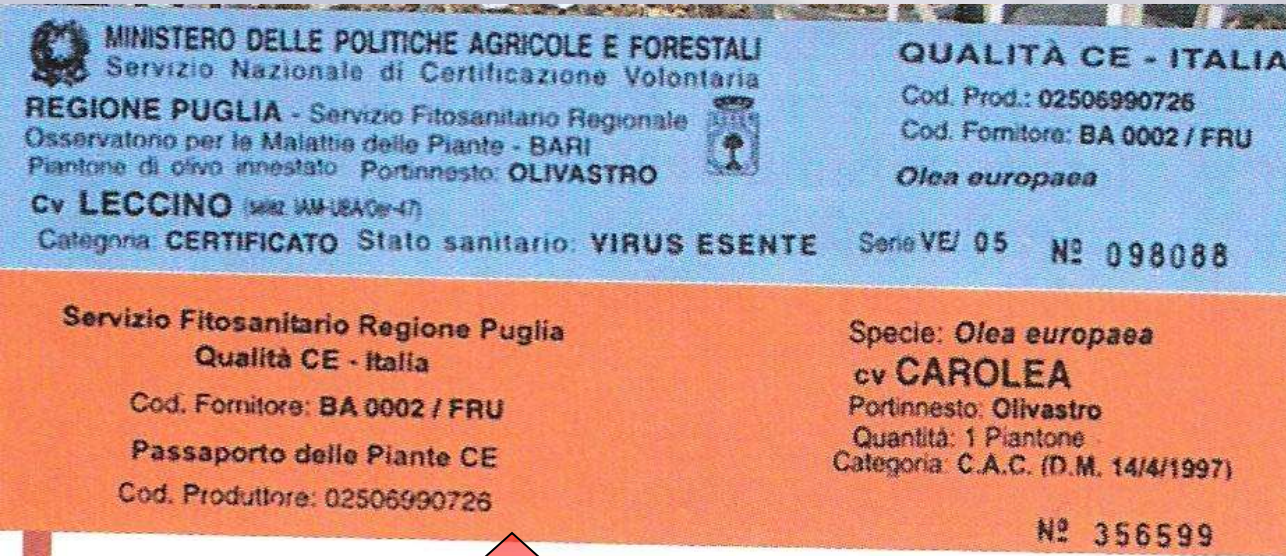 MINISTERO DELLE POLITICHE AGRICOLE E FORESTALI
Servizio Nazionale di Certificazione Volontaria
REGIONE PUGLIA - Servizio Fitosanitario Regionale
Osservatorio per le Malattie delle Piante - BARI
Piantone di olivo innestato Portinnesto: OLIVASTRO
cv LECCINO
Categoria: CERTIFICATO Stato sanitario: VIRUS ESENTE
QUALITÀ CE - ITALIA
Cod. Prod.: 02506990726
Cod. Fornitore: BA 0002 / FRU
Olea europaea
Serie VE/ 05 Nº 098088
Servizio Fitosanitario Regione Puglia
Qualità CE - Italia
Cod. Fornitore: BA 0002 / FRU
Passaporto delle Piante CE
Cod. Produttore: 02506990726
Specie: Olea europaea
cv CAROLEA
Portinnesto: Olivastro
Quantità: 1 Piantone
Categoria: C.A.C. (D.M. 14/4/1997)
Nº 356599